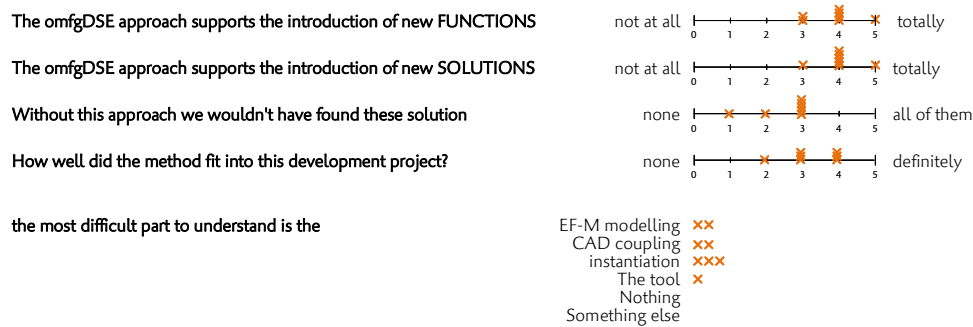 The omfgDSE approach supports the introduction of new FUNCTIONS not at all totally
0 1 2 3 4 5
The omfgDSE approach supports the introduction of new SOLUTIONS not at all totally
0 1 2 3 4 5
Without this approach we wouldn't have found these solution none all of them
0 1 2 3 4 5
How well did the method fit into this development project? none definitely
0 1 2 3 4 5
the most difficult part to understand is the EF-M modelling
CAD coupling
instantiation
The tool
Nothing
Something else